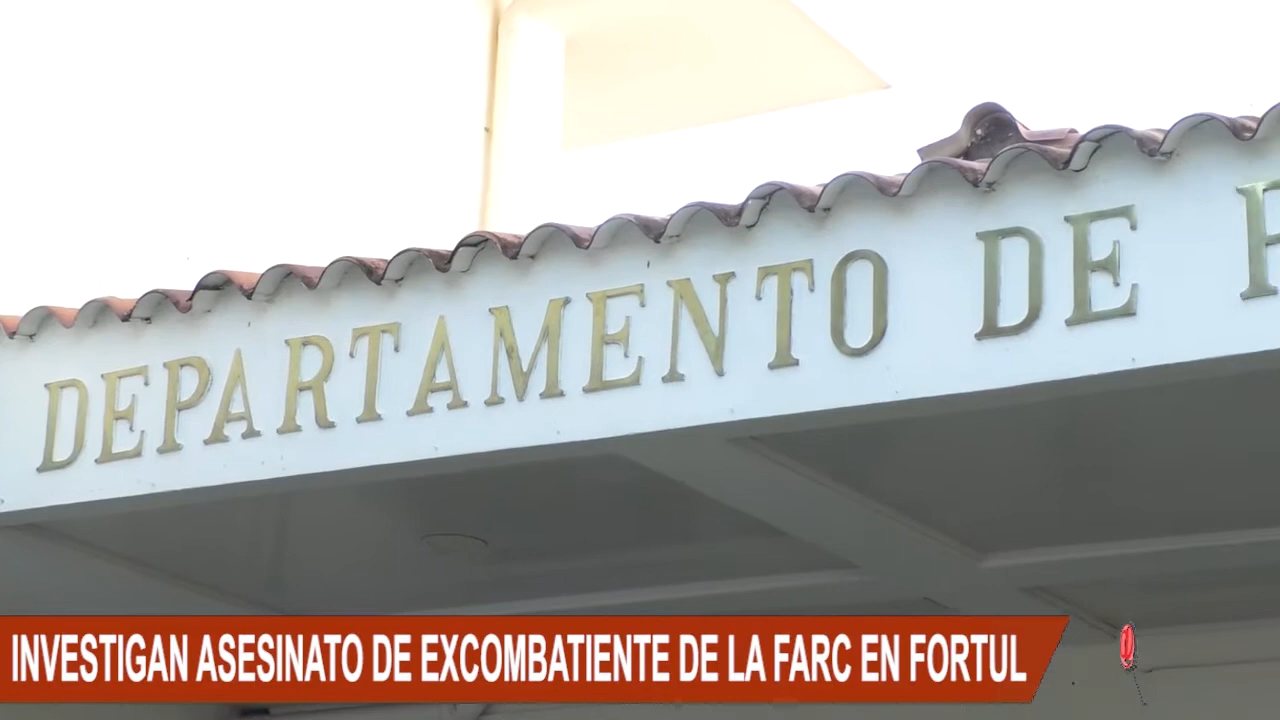 DEPARTAMENTO DE
INVESTIGAN ASESINATO DE EXCOMBATIENTE DE LA FARC EN FORTUL